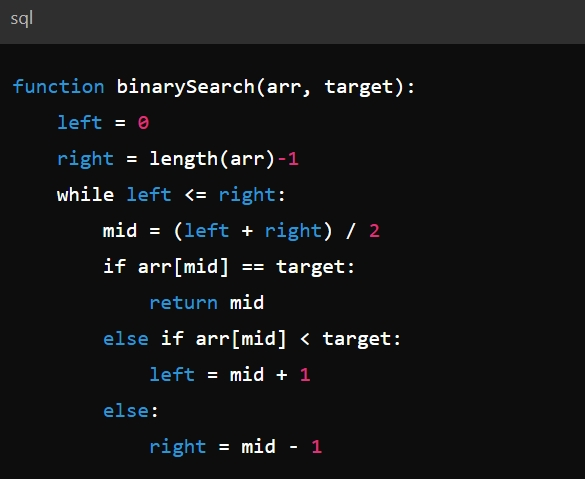 sql
function binarySearch(arr, target):
    left = 0
    right = length(arr)-1
    while left <= right:
        mid = (left + right) / 2
        if arr[mid] == target:
            return mid
        else if arr[mid] < target:
            left = mid + 1
        else:
            right = mid - 1